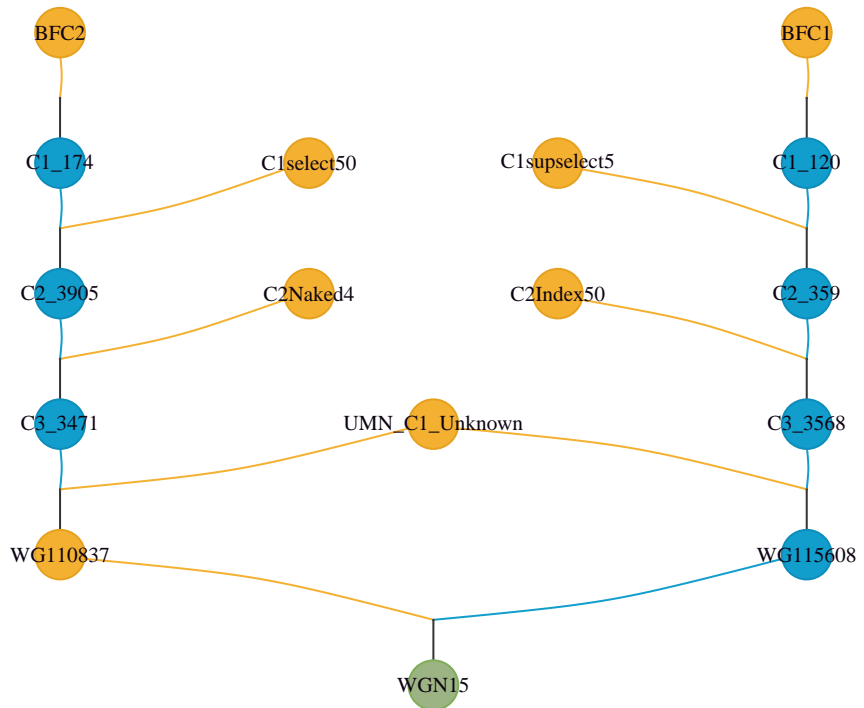 BFC2
BFC1
C1_174
C1select50
C1supselect5
C1_120
C2_3905
C2Naked4
C2Index50
C2_359
C3_3471
UMN_C1_Unknown
C3_3568
WG110837
WG115608
WGN15